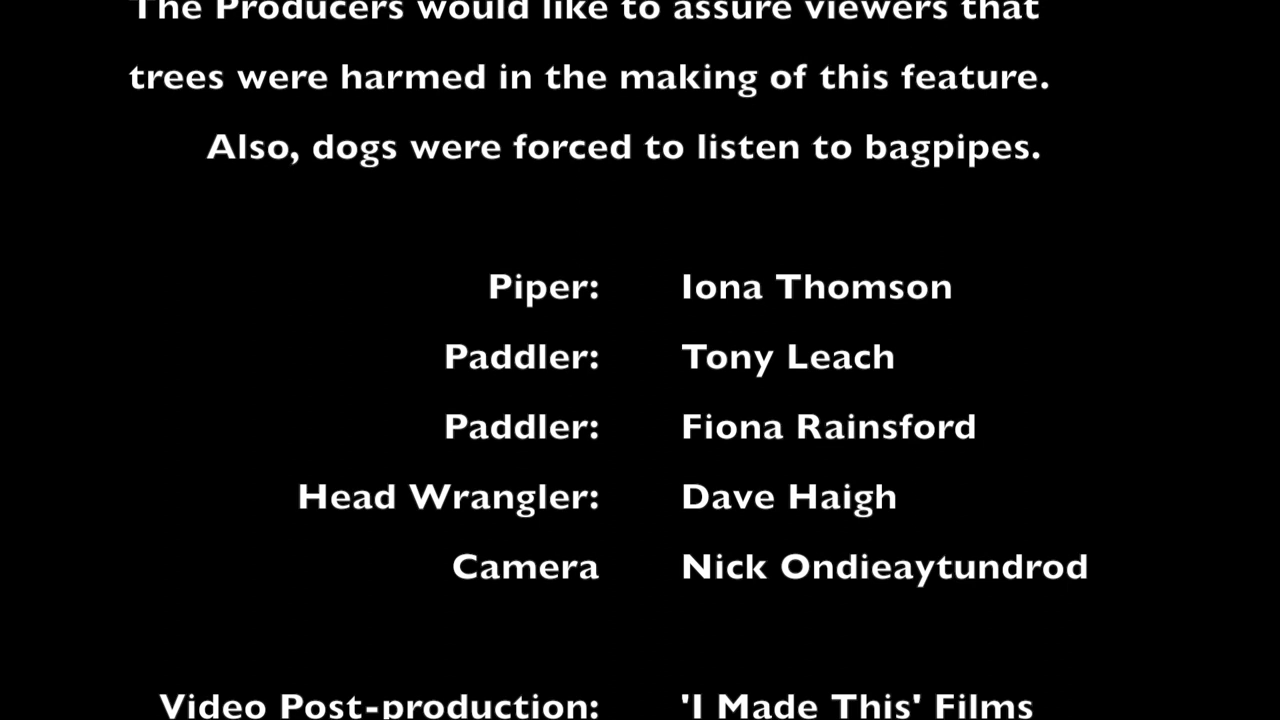 The Producers would like to assure viewers that
trees were harmed in the making of this feature.
Also, dogs were forced to listen to bagpipes.
Piper: Iona Thomson
Paddler: Tony Leach
Paddler: Fiona Rainsford
Head Wrangler: Dave Haigh
Camera Nick Ondieaytundrod
Video Post-production: 'I Made This' Films